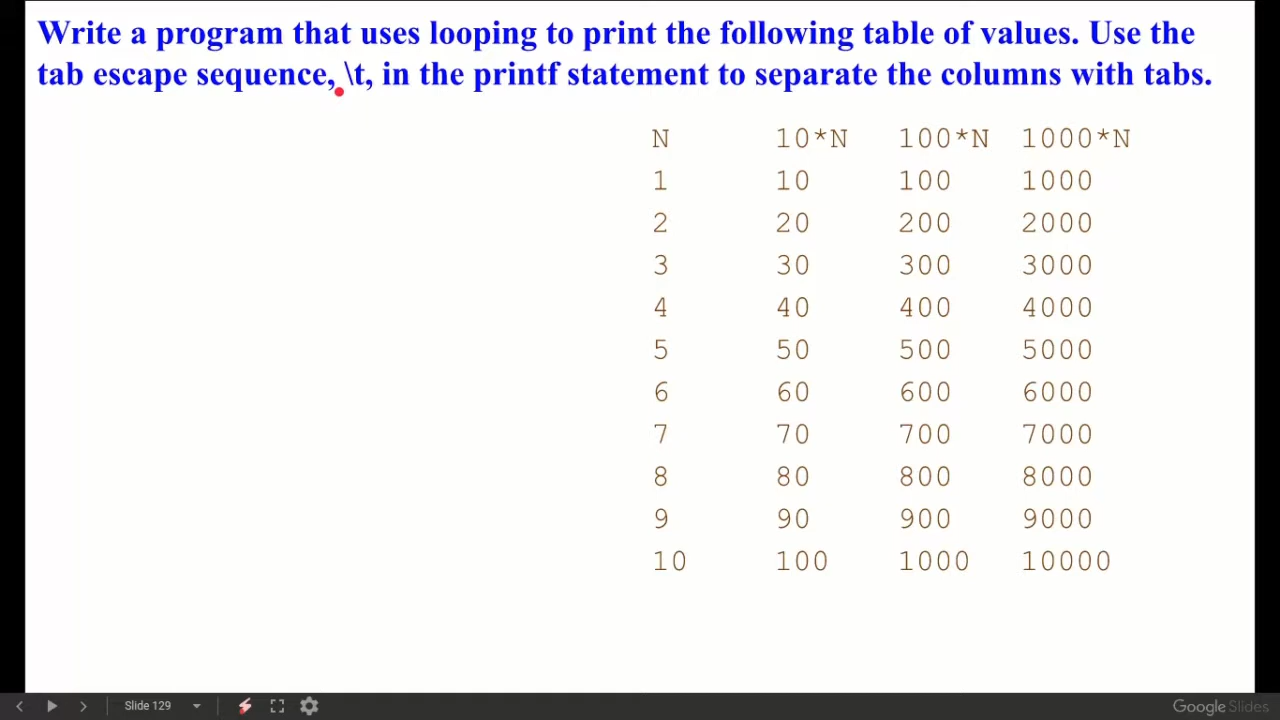 Write a program that uses looping to print the following table of values. Use the
tab escape sequence, \t, in the printf statement to separate the columns with tabs.
N 10*N 100*N 1000*N
1 10 100 1000
2 20 200 2000
3 30 300 3000
4 40 400 4000
5 50 500 5000
6 60 600 6000
7 70 700 7000
8 80 800 8000
9 90 900 9000
10 100 1000 10000
Slide 129
Google Slides